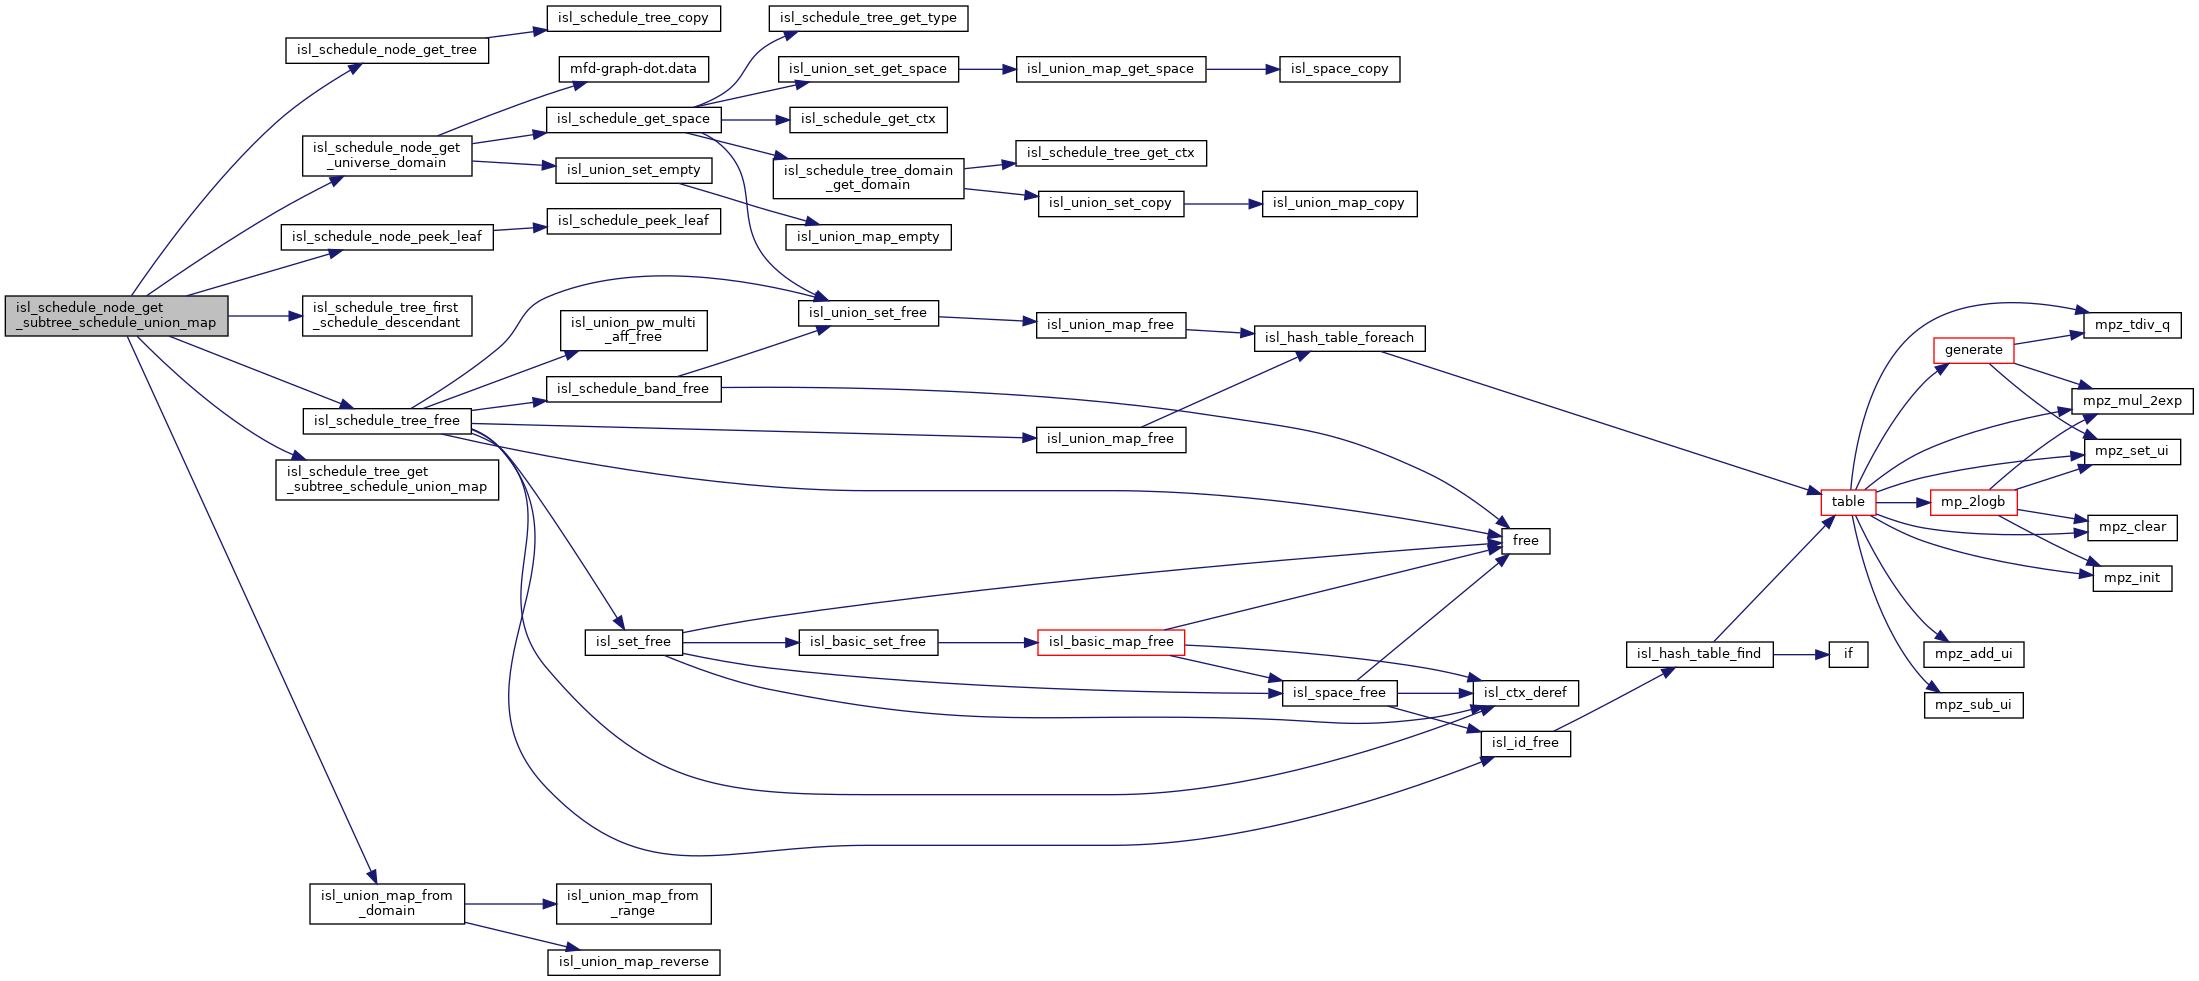 isl_schedule_node_get
_subtree_schedule_union_map
isl_schedule_node_get_tree
isl_schedule_tree_copy
isl_schedule_node_get
_universe_domain
mfd-graph-dot.data
isl_schedule_get_space
isl_union_set_empty
isl_schedule_tree_get_type
isl_union_set_get_space
isl_union_map_get_space
isl_space_copy
isl_schedule_get_ctx
isl_schedule_tree_domain
_get_domain
isl_schedule_tree_get_ctx
isl_union_set_copy
isl_union_map_copy
isl_union_map_empty
isl_schedule_node_peek_leaf
isl_schedule_peek_leaf
isl_schedule_tree_first
_schedule_descendant
isl_schedule_tree_free
isl_union_pw_multi
_aff_free
isl_schedule_band_free
isl_union_set_free
isl_union_map_free
isl_hash_table_foreach
isl_union_map_free
isl_schedule_tree_get
_subtree_schedule_union_map
free
isl_set_free
isl_basic_set_free
isl_basic_map_free
isl_space_free
isl_ctx_deref
isl_id_free
isl_hash_table_find
if
table
generate
mp_2logb
mpz_tdiv_q
mpz_mul_2exp
mpz_set_ui
mpz_clear
mpz_init
mpz_add_ui
mpz_sub_ui
isl_union_map_from
_domain
isl_union_map_from
_range
isl_union_map_reverse